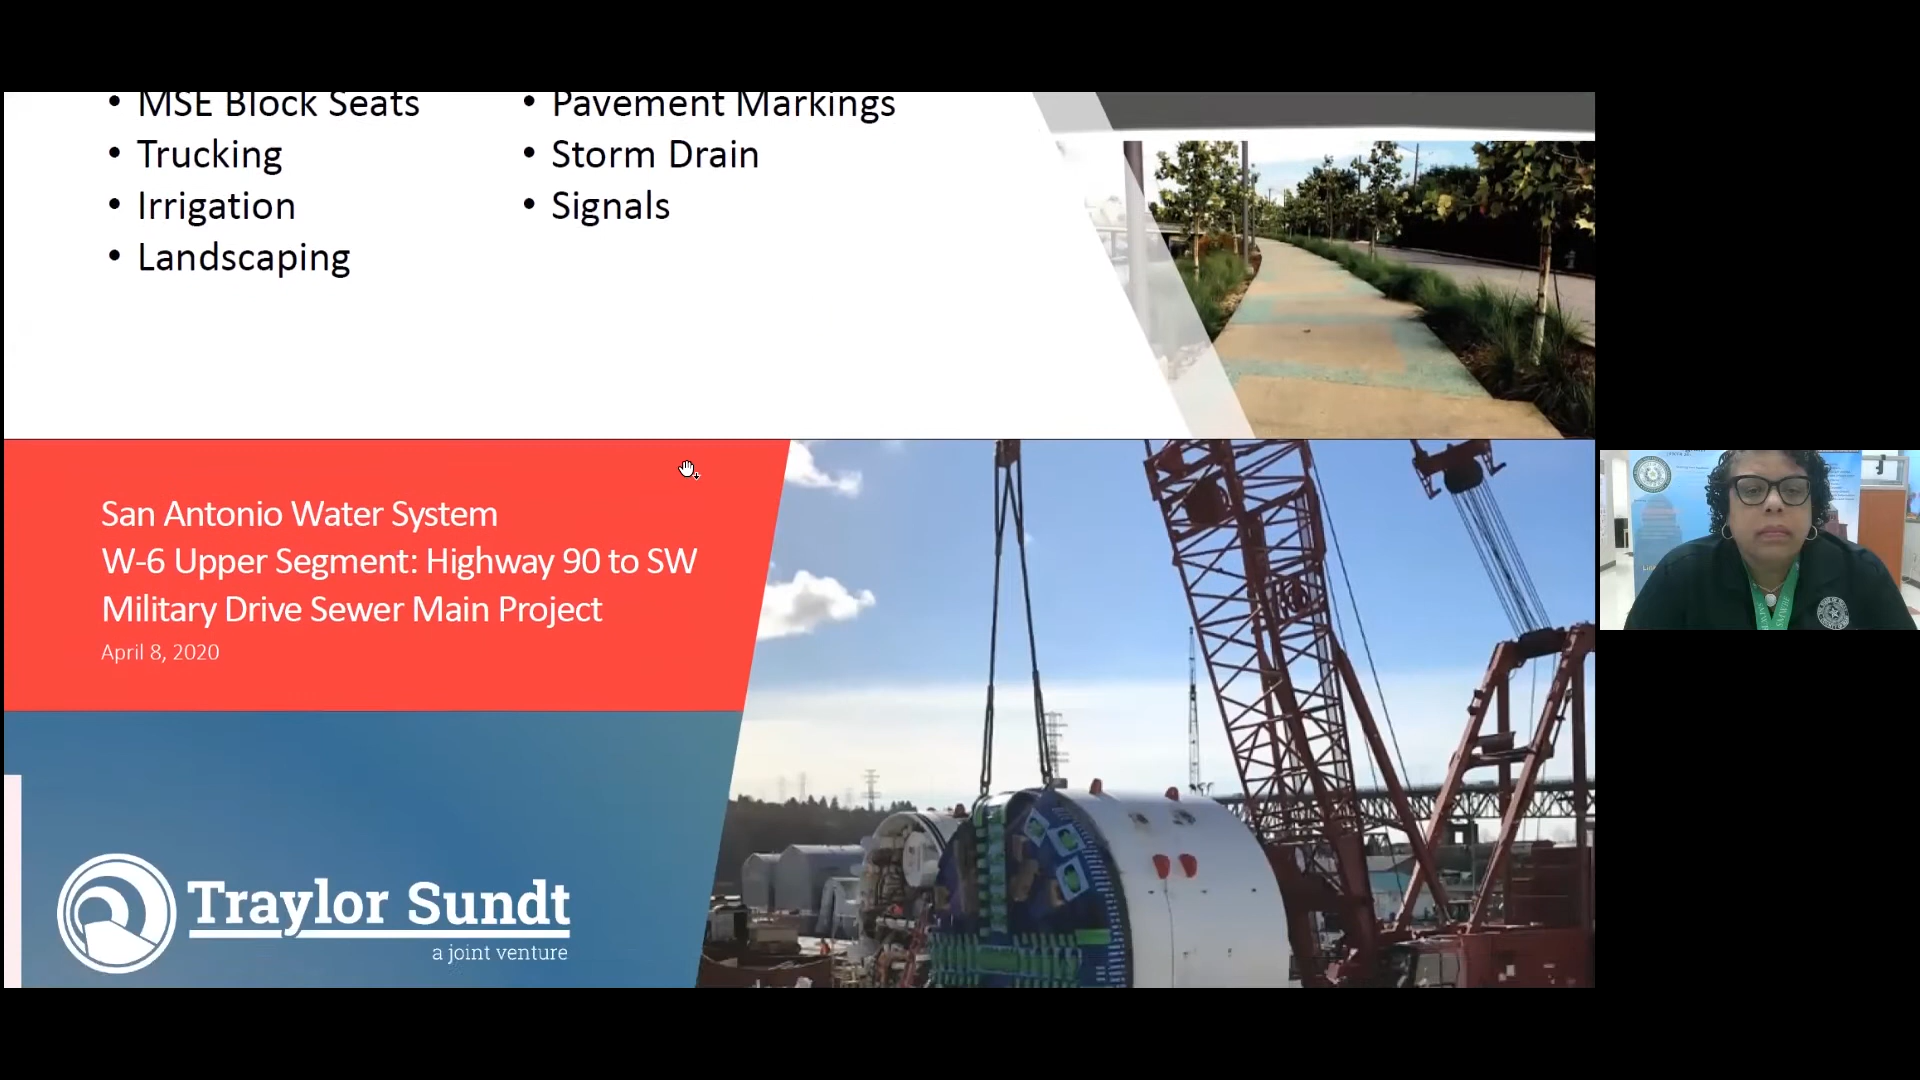 • MSE Block Seats
• Trucking
• Irrigation
• Landscaping
• Pavement Markings
• Storm Drain
• Signals
San Antonio Water System
W-6 Upper Segment: Highway 90 to SW
Military Drive Sewer Main Project
April 8, 2020
Traylor Sundt
a joint venture